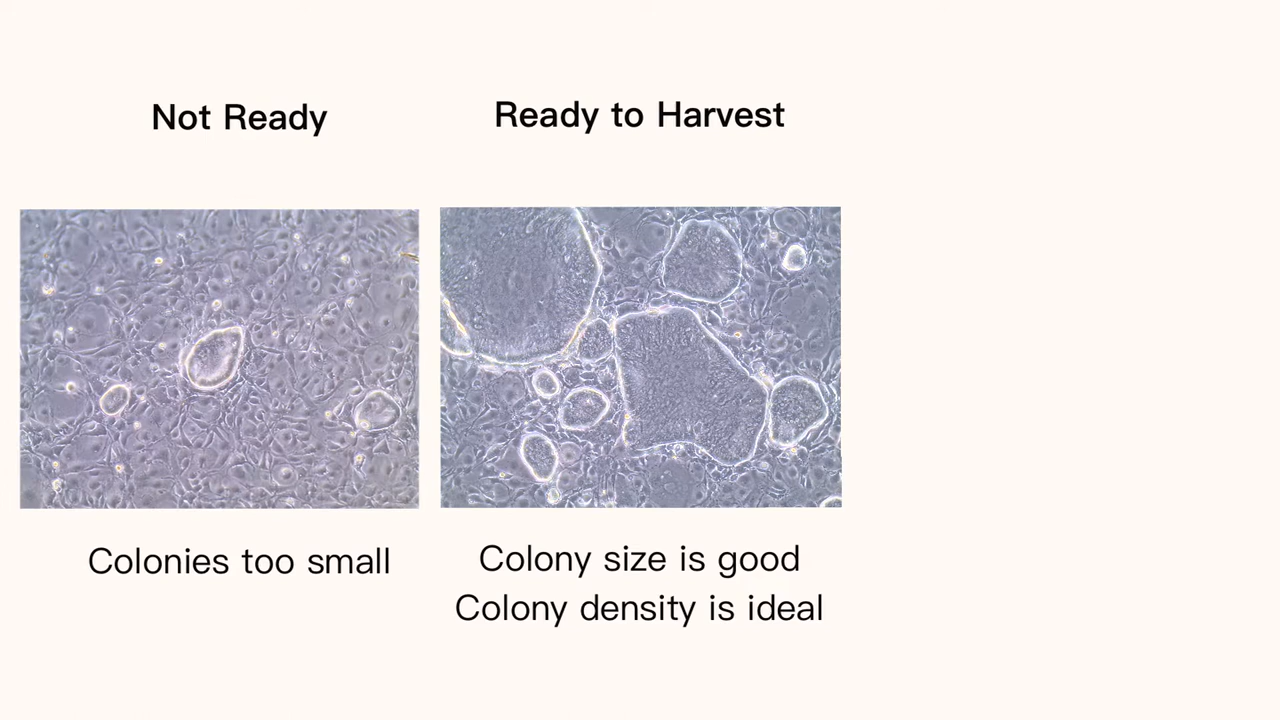 Not Ready
Ready to Harvest
Colonies too small
Colony size is good
Colony density is ideal